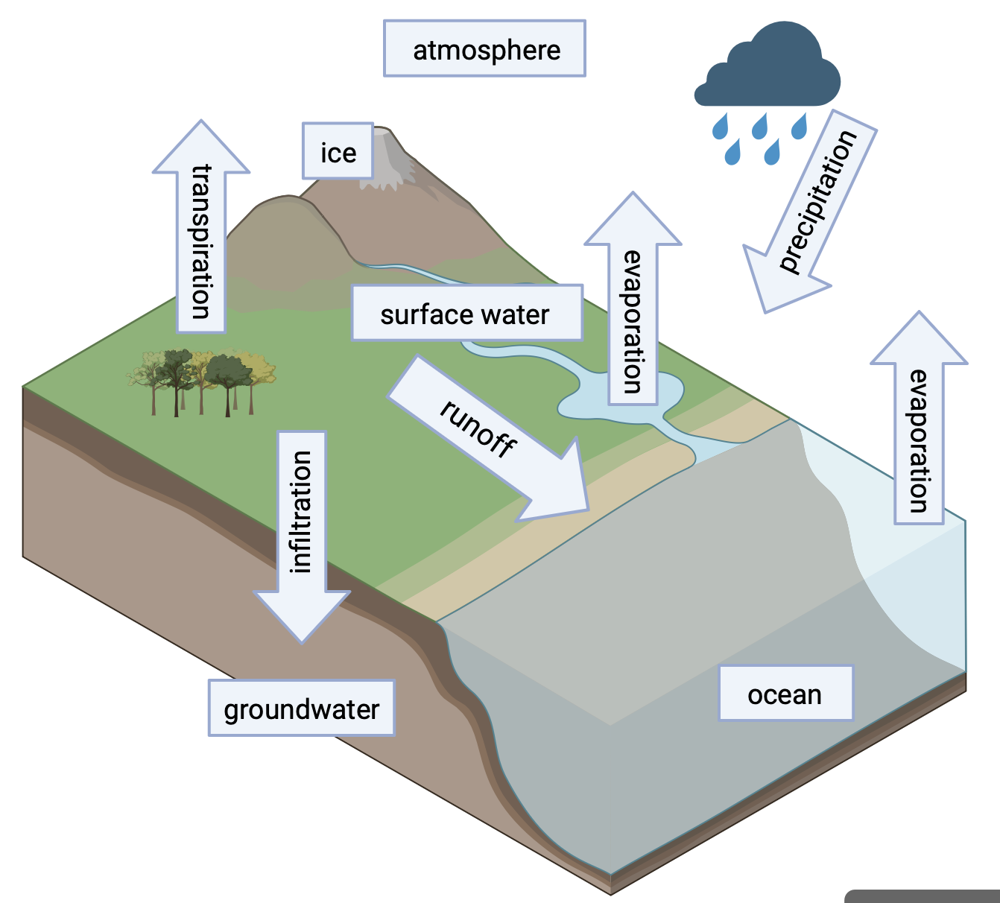 atmosphere
ice
transpiration
precipitation
evaporation
surface water
runoff
evaporation
infiltration
groundwater
ocean